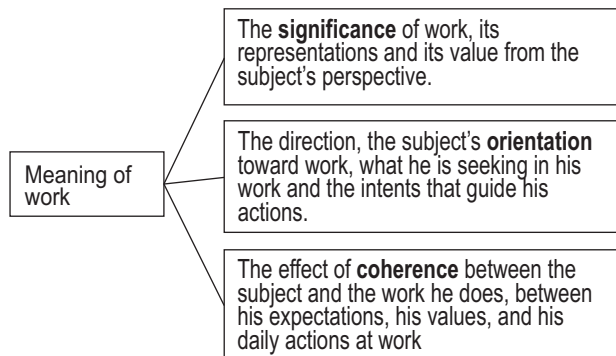 The significance of work, its
representations and its value from the
subject's perspective.
Meaning of
work
The direction, the subject's orientation
toward work, what he is seeking in his
work and the intents that guide his
actions.
The effect of coherence between the
subject and the work he does, between
his expectations, his values, and his
daily actions at work